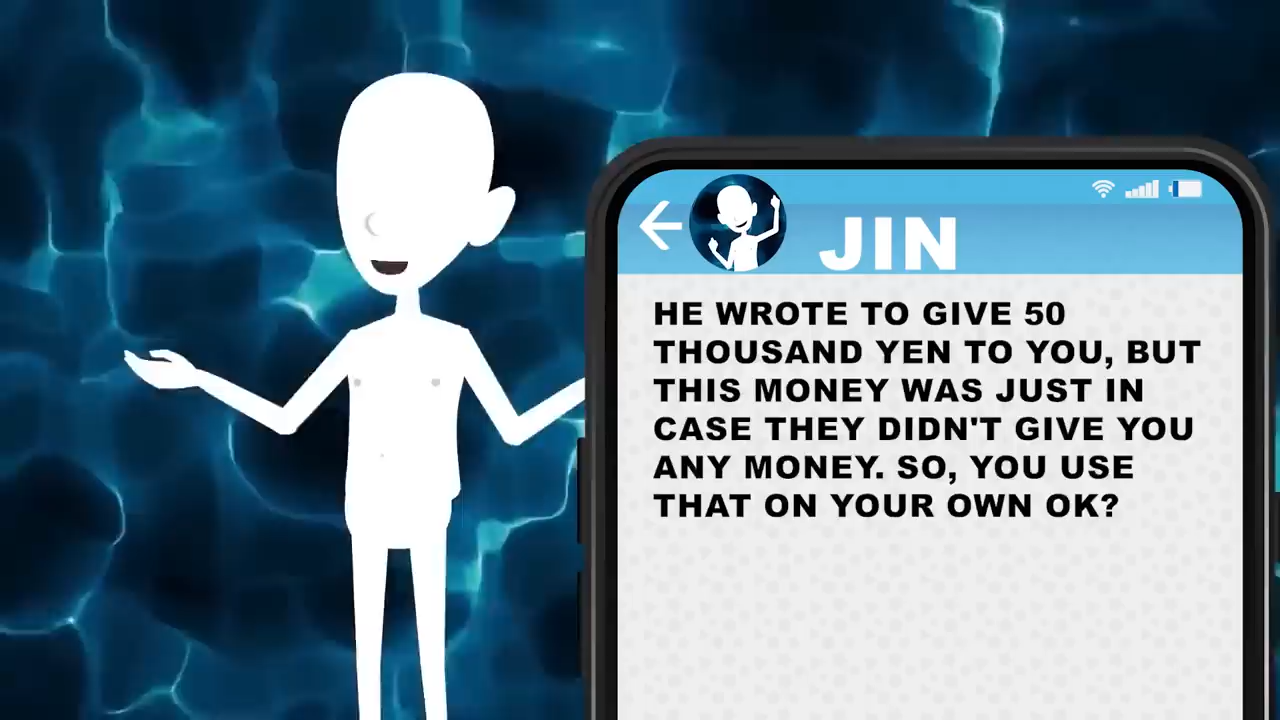 JIN
HE WROTE TO GIVE 50
THOUSAND YEN TO YOU, BUT
THIS MONEY WAS JUST IN
CASE THEY DIDN'T GIVE YOU
ANY MONEY. SO, YOU USE
THAT ON YOUR OWN OK?